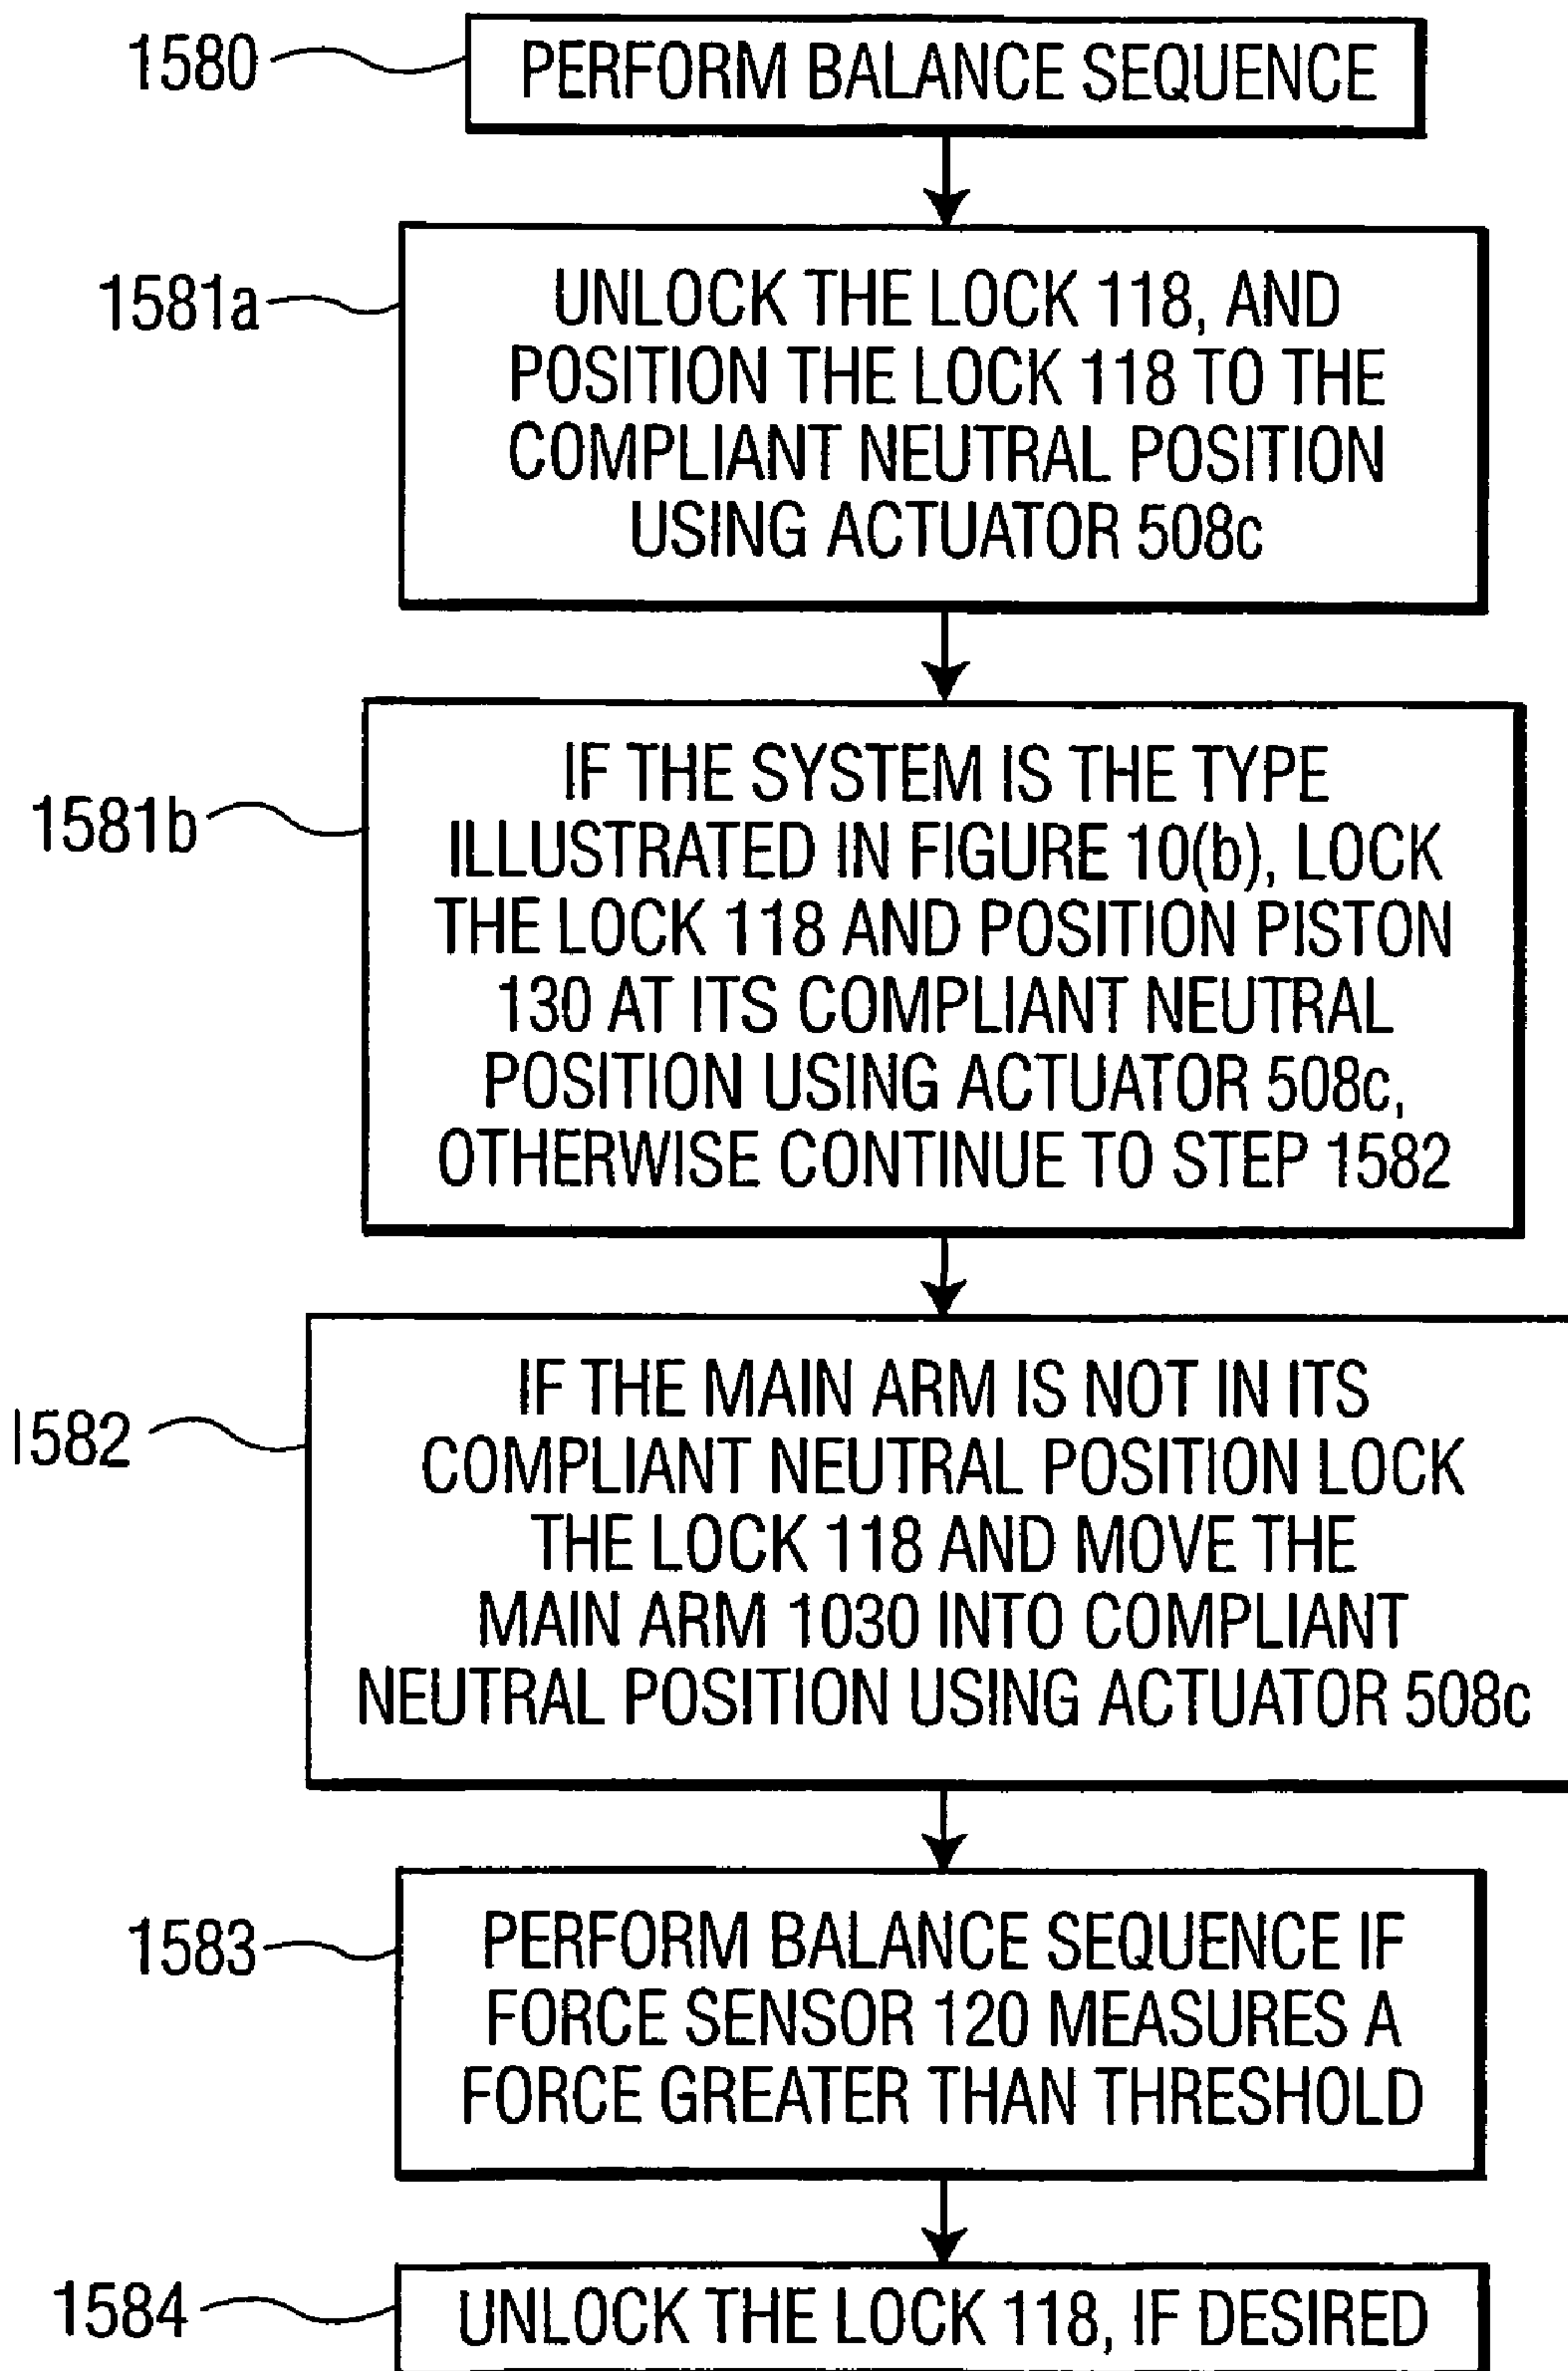 1580
PERFORM BALANCE SEQUENCE
1581a
UNLOCK THE LOCK 118, AND
POSITION THE LOCK 118 TO THE
COMPLIANT NEUTRAL POSITION
USING ACTUATOR 508c
1581b
IF THE SYSTEM IS THE TYPE
ILLUSTRATED IN FIGURE 10(b), LOCK
THE LOCK 118 AND POSITION PISTON
130 AT ITS COMPLIANT NEUTRAL
POSITION USING ACTUATOR 508c,
OTHERWISE CONTINUE TO STEP 1582
1582
IF THE MAIN ARM IS NOT IN ITS
COMPLIANT NEUTRAL POSITION LOCK
THE LOCK 118 AND MOVE THE
MAIN ARM 1030 INTO COMPLIANT
NEUTRAL POSITION USING ACTUATOR 508c
1583
PERFORM BALANCE SEQUENCE IF
FORCE SENSOR 120 MEASURES A
FORCE GREATER THAN THRESHOLD
1584
UNLOCK THE LOCK 118, IF DESIRED